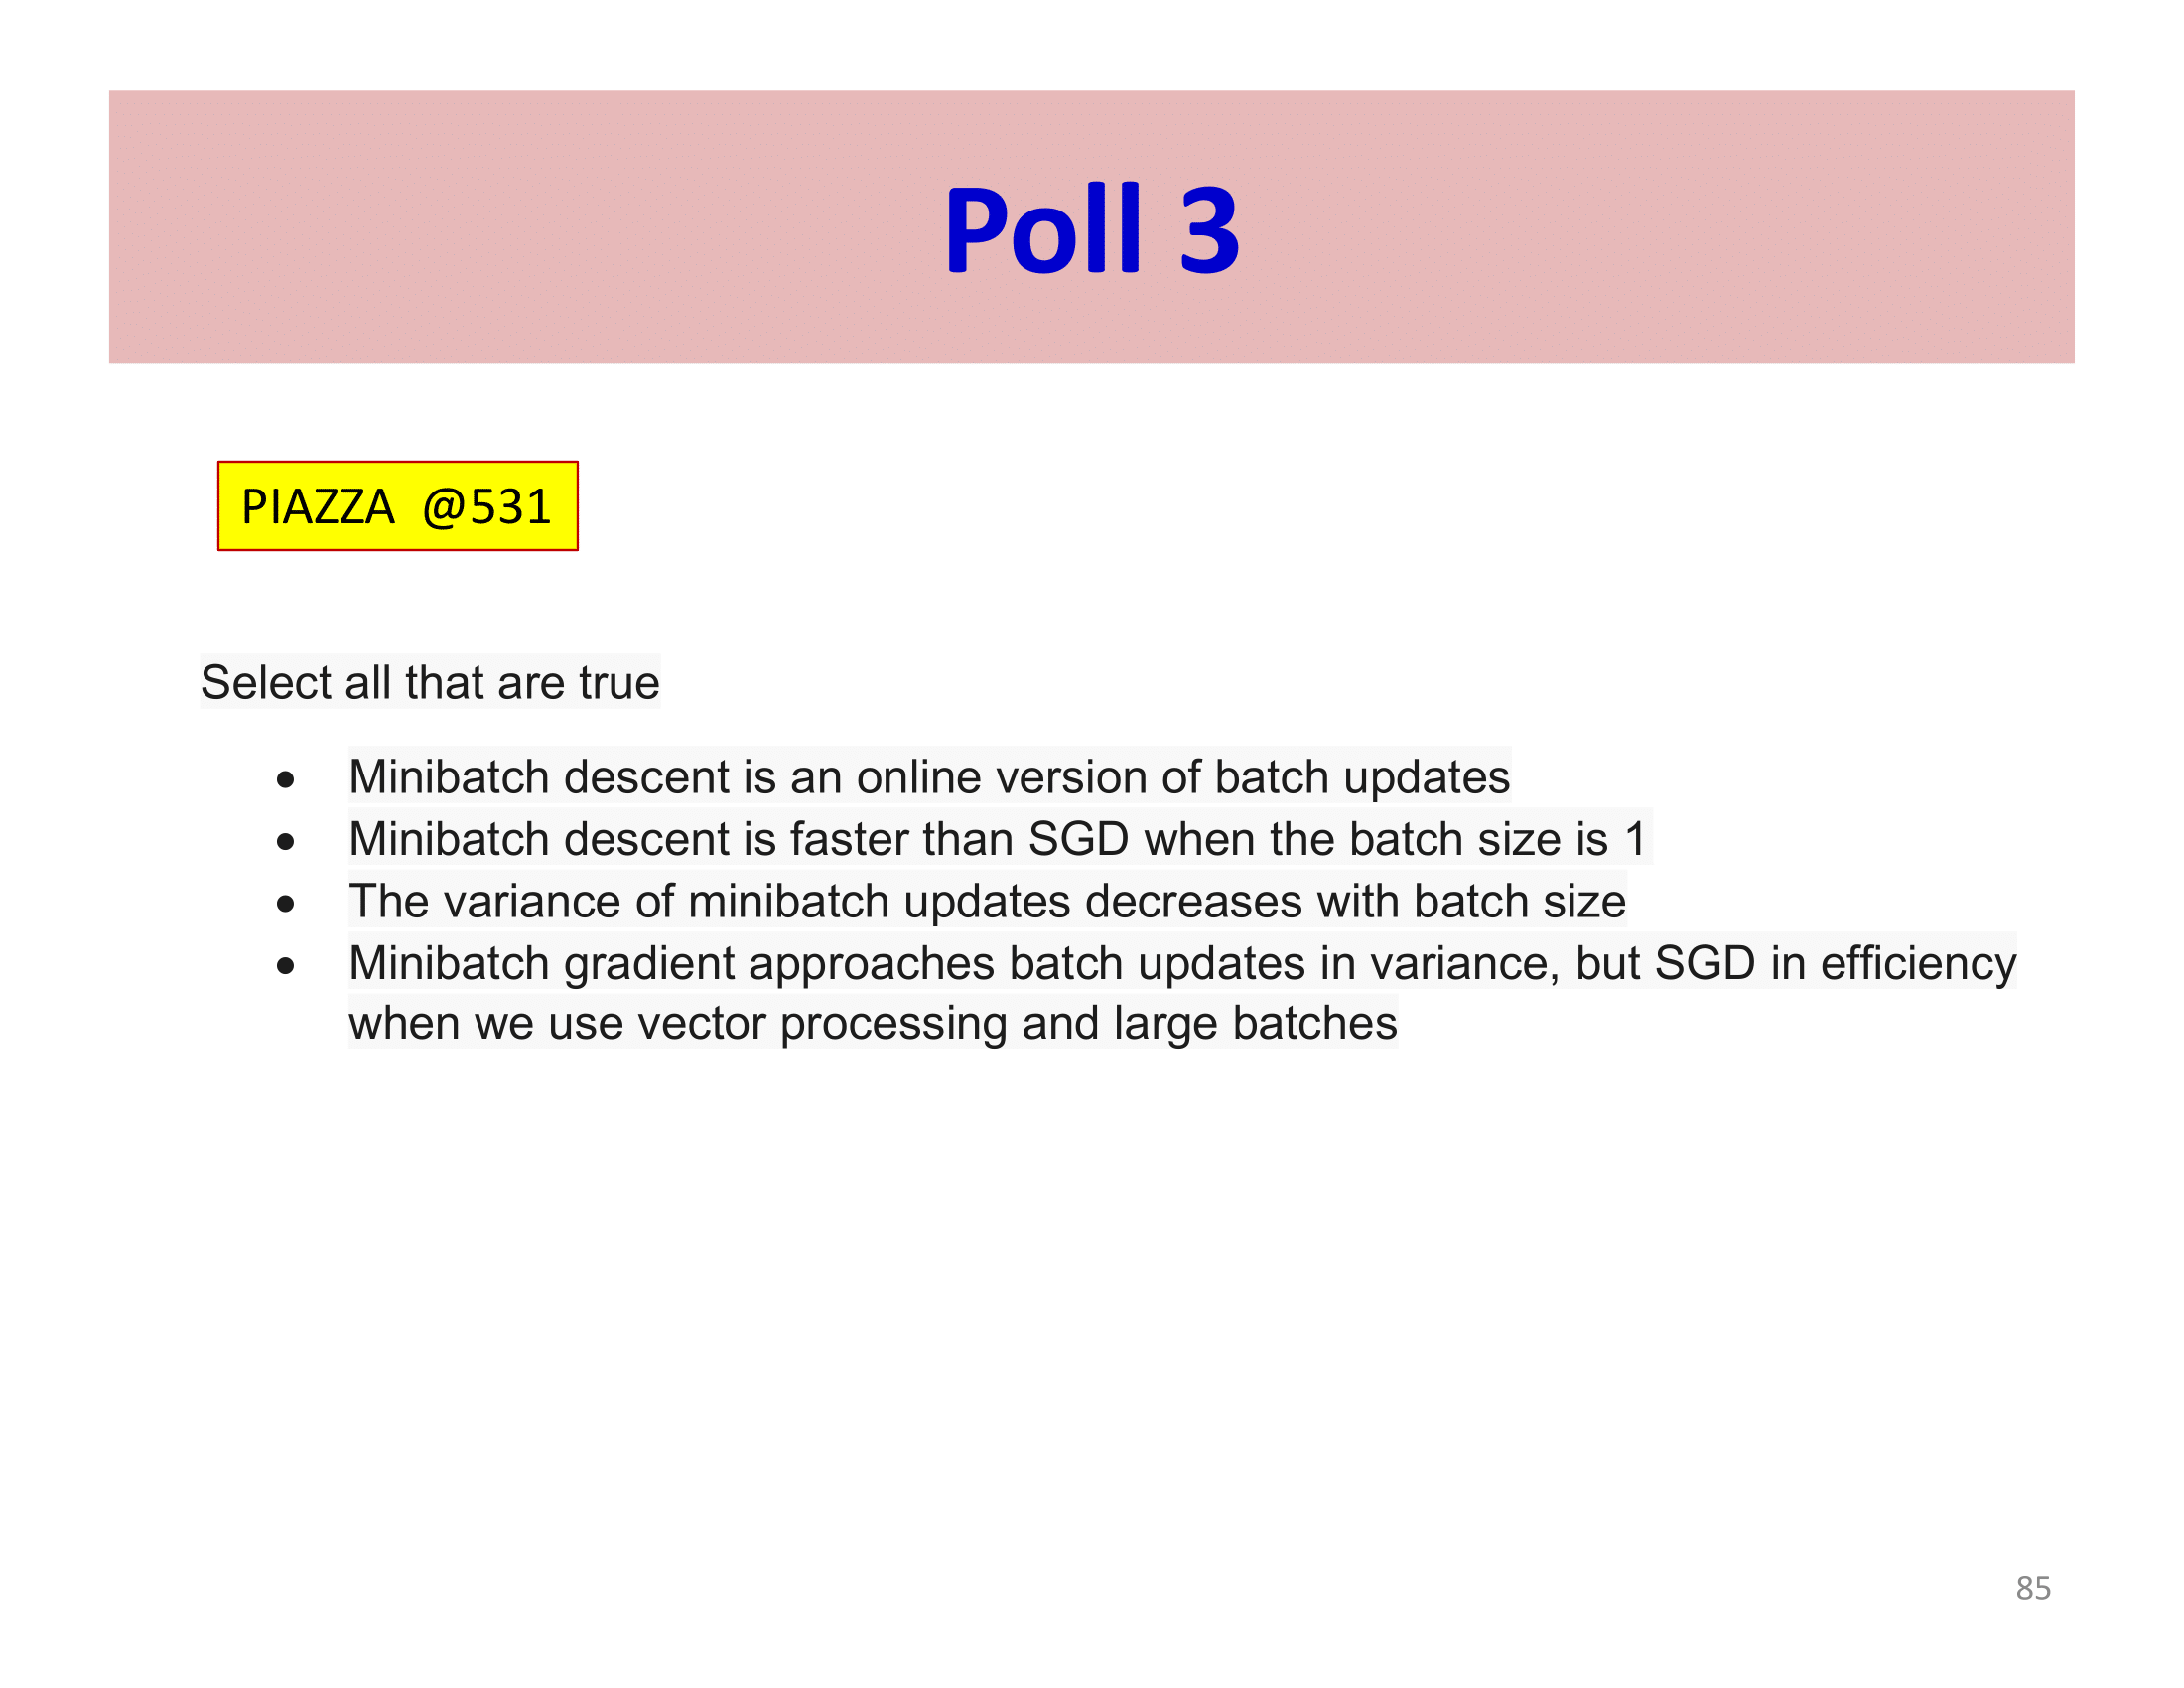 Poll 3
PIAZZA @531
Select all that are true
● Minibatch descent is an online version of batch updates
● Minibatch descent is faster than SGD when the batch size is 1
● The variance of minibatch updates decreases with batch size
● Minibatch gradient approaches batch updates in variance, but SGD in efficiency
when we use vector processing and large batches
85